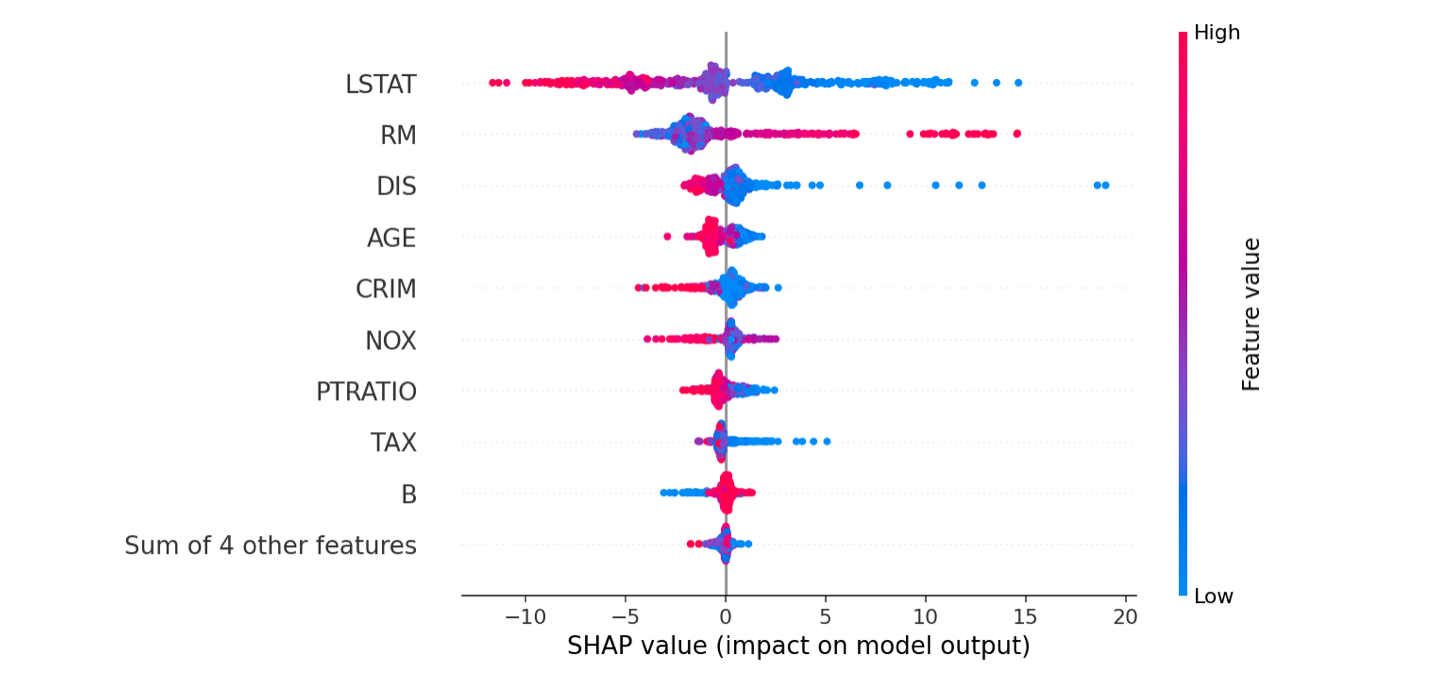 High
LSTAT
RM
DIS
AGE
CRIM
NOX
PTRATIO
TAX
B
Sum of 4 other features
Feature value
Low
−10 −5 0 5 10 15 20
SHAP value (impact on model output)